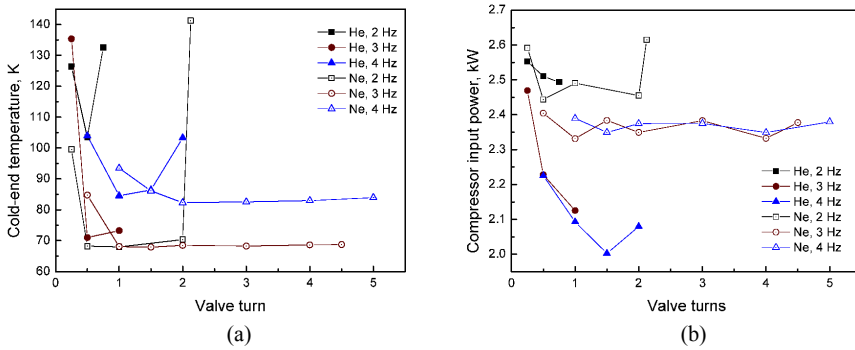 140
130
120
110
100
90
80
70
60
0
1
2
3
4
5
Cold-end temperature, K
Valve turn
He, 2 Hz
He, 3 Hz
He, 4 Hz
Ne, 2 Hz
Ne, 3 Hz
Ne, 4 Hz
(a)
2.7
2.6
2.5
2.4
2.3
2.2
2.1
2.0
0
1
2
3
4
5
Compressor input power, kW
Valve turns
He, 2 Hz
He, 3 Hz
He, 4 Hz
Ne, 2 Hz
Ne, 3 Hz
Ne, 4 Hz
(b)